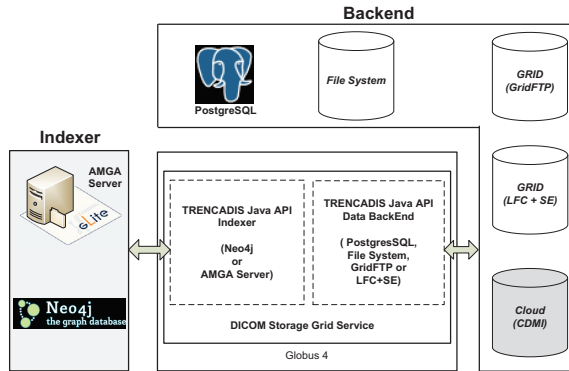 Backend
PostgreSQL
File System
GRID
(GridFTP)
Indexer
AMGA
Server
gLite
Neo4j
the graph database
TRENCADIS Java API
Indexer
(Neo4j
or
AMGA Server)
TRENCADIS Java API
Data BackEnd
( PostgresSQL,
File System,
GridFTP or
LFC+SE)
DICOM Storage Grid Service
Globus 4
GRID
(LFC + SE)
Cloud
(CDMI)